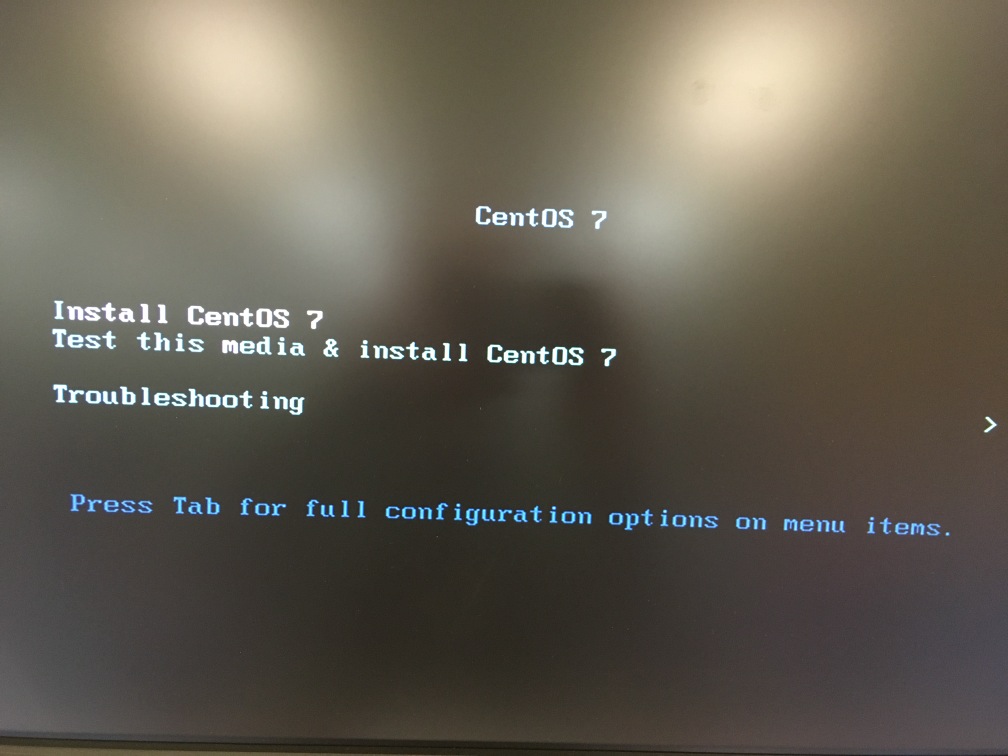 CentOS 7
Install CentOS 7
Test this media & install CentOS 7
Troubleshooting
>
Press Tab for full configuration options on menu items.